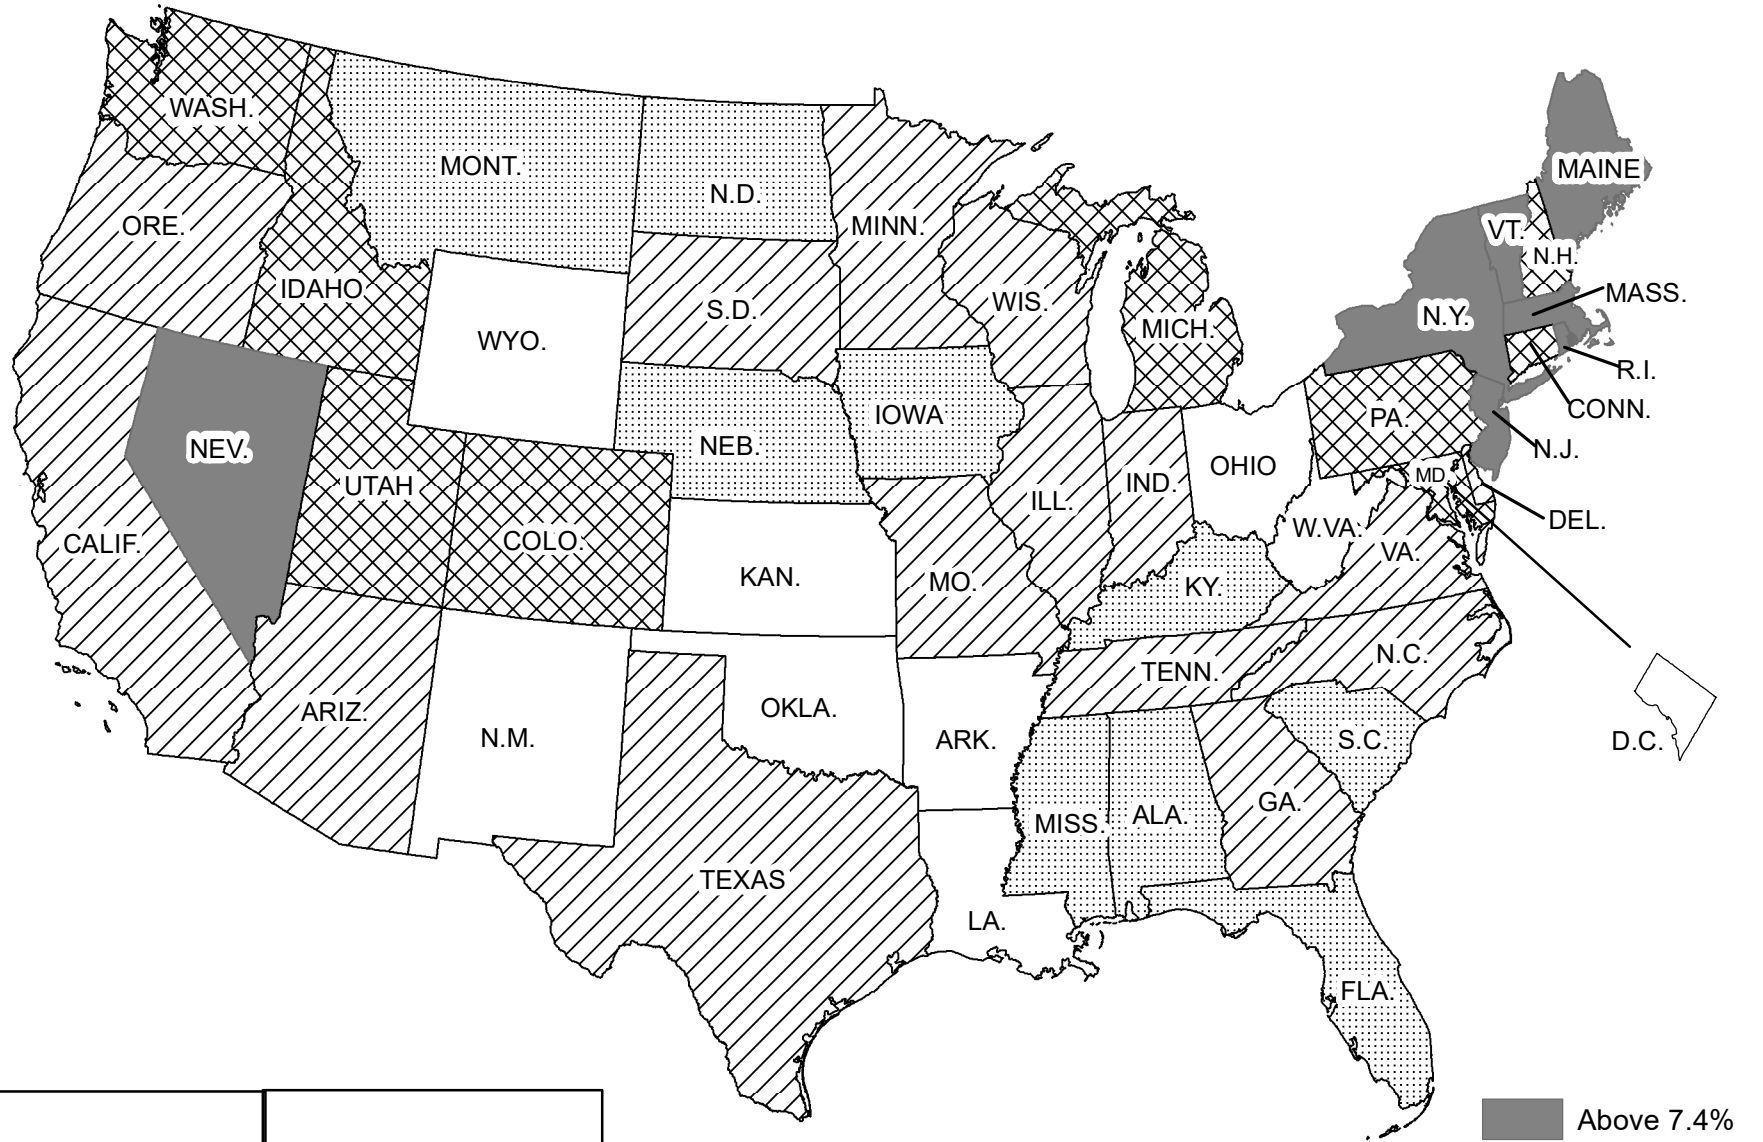 WASH.
MONT.
N.D.
MAINE
ORE.
MINN.
VT.
N.H.
IDAHO
MASS.
WIS.
S.D.
N.Y.
MICH.
WYO.
R.I.
IOWA
CONN.
PA.
NEV.
NEB.
N.J.
OHIO
MD.
UTAH
IND.
ILL.
DEL.
W.VA.
COLO.
CALIF.
VA.
KAN.
MO.
KY.
N.C.
TENN.
ARIZ.
OKLA.
N.M.
ARK.
S.C.
D.C.
GA.
MISS.
ALA.
TEXAS
LA.
FLA.
Above 7.4%